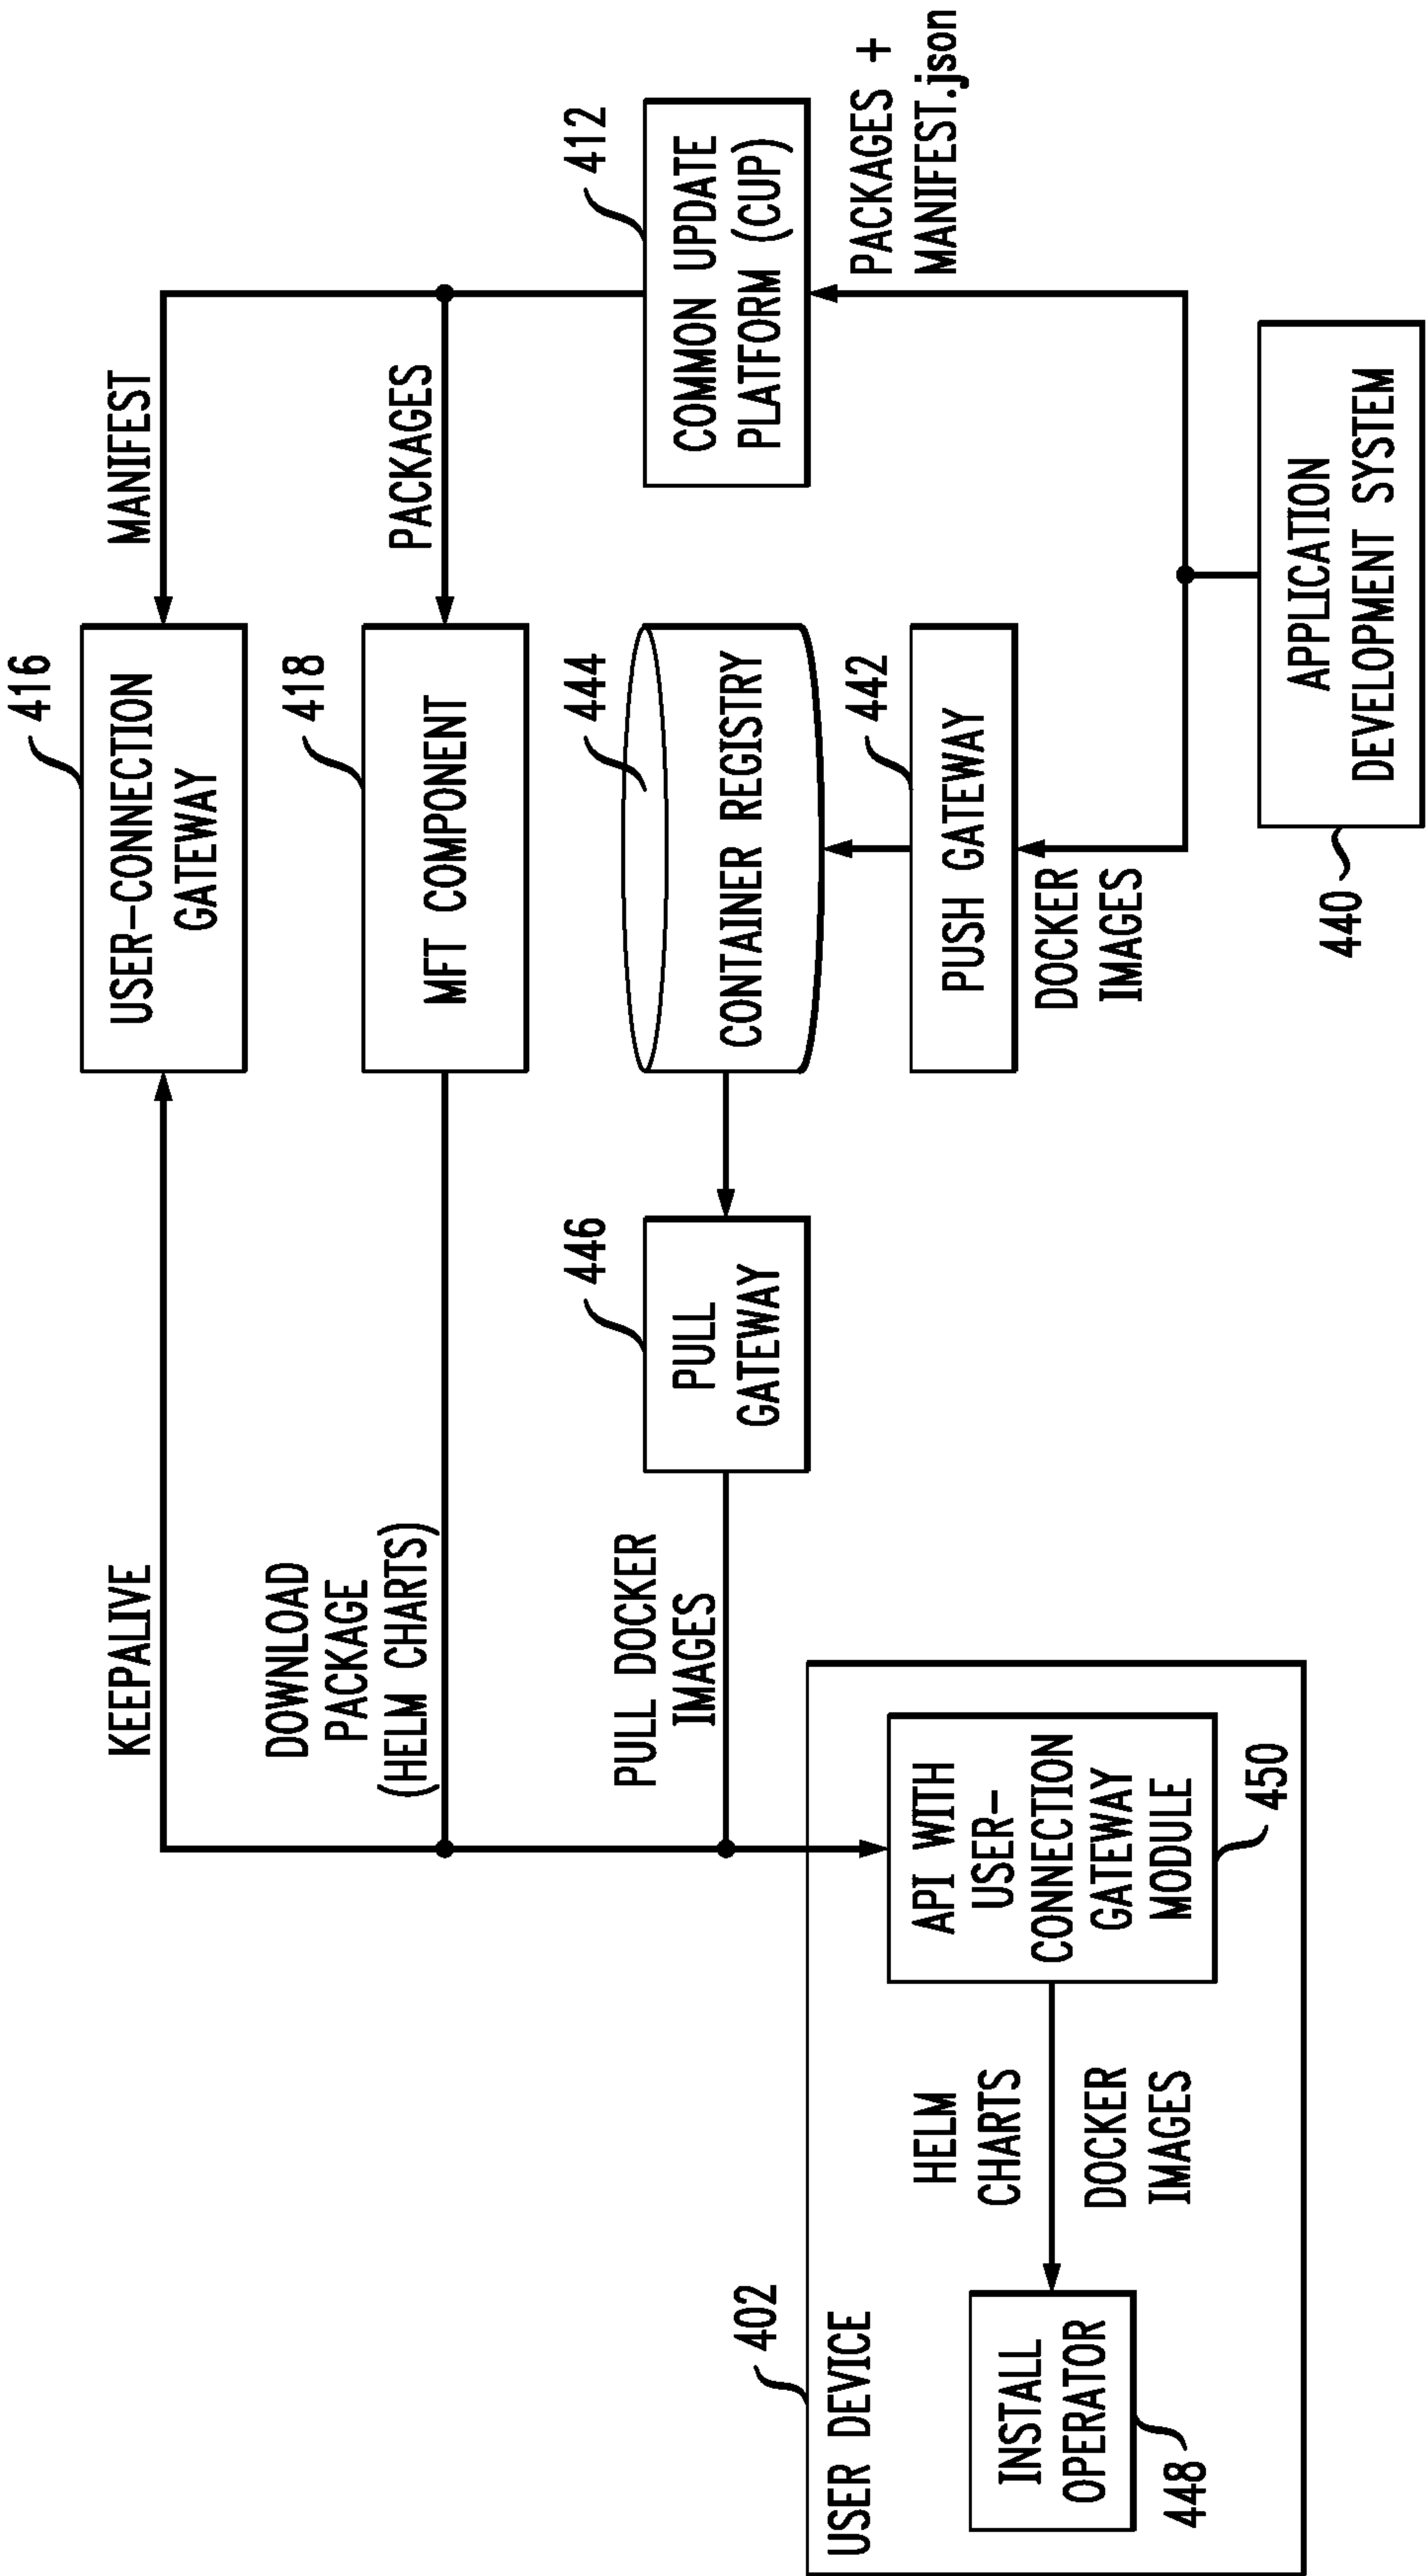 416
USER-CONNECTION
GATEWAY
KEEPALIVE
MANIFEST
418
MFT COMPONENT
DOWNLOAD
PACKAGE
(HELM CHARTS)
PACKAGES
412
COMMON UPDATE
PLATFORM (CUP)
PACKAGES +
MANIFEST.json
444
CONTAINER REGISTRY
446
PULL
GATEWAY
PULL DOCKER
IMAGES
442
PUSH GATEWAY
DOCKER
IMAGES
402
USER DEVICE
API WITH
USER-
CONNECTION
GATEWAY
MODULE
450
HELM
CHARTS
DOCKER
IMAGES
INSTALL
OPERATOR
448
APPLICATION
DEVELOPMENT SYSTEM
440